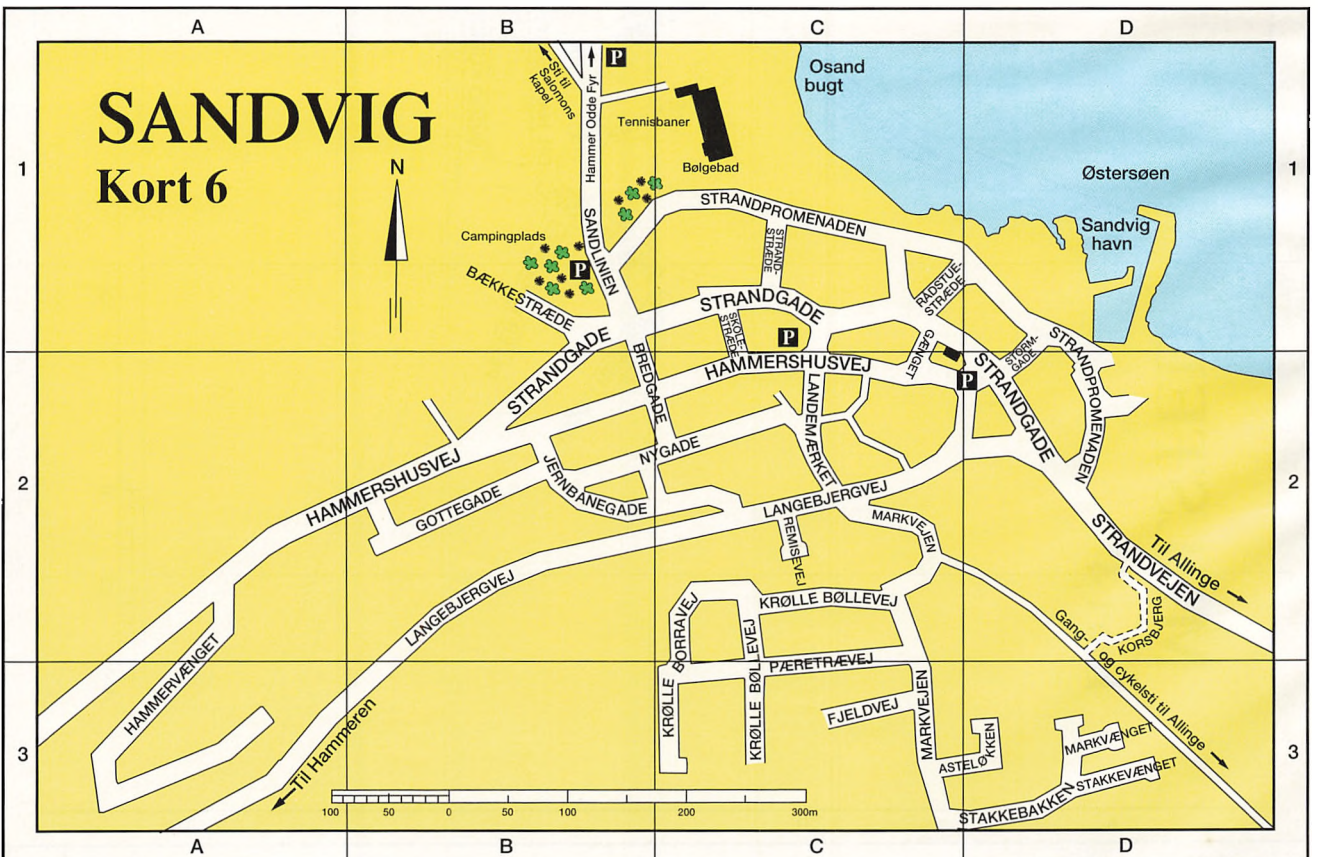 A
B
C
D
SANDVIG
Kort 6
N
1
1
2
2
3
3
Sti til
Salomons
kapel
Hammer Odde Fyr
P
Tennisbaner
Bølgebad
Osand
bugt
Østersøen
Sandvig
havn
Campingplads
P
SANDLINIEN
STRANDPROMENADEN
STRAND-
STRÆDE
RÅDSTUE-
STRÆDE
BÆKKESTRÆDE
STRANDGADE
STRANDGADE
SKOLE-
STRÆDE
P
GÆNGET
STRANDGADE
STORM-
GADE
STRANDPROMENADEN
P
BREDGADE
HAMMERSHUSVEJ
LANDEMÆRKET
HAMMERSHUSVEJ
NYGADE
GOTTEGADE
JERNBANEGADE
LANGEBJERGVEJ
MARKVEJEN
REMISEVEJ
STRANDVEJEN
Til Allinge
LANGEBJERGVEJ
KRØLLE BØLLEVEJ
KORSBJERG
Gang-
og cykelsti til Allinge
HAMMERVÆNGET
KRØLLE BORRAVEJ
KRØLLE BØLLEVEJ
PÆRETRÆVEJ
FJELDVEJ
MARKVEJEN
ASTELØKKEN
MARKVÆNGET
STAKKEVÆNGET
STAKKEBAKKEN
Til Hammeren
100 50 0 50 100 200 300m
A
B
C
D